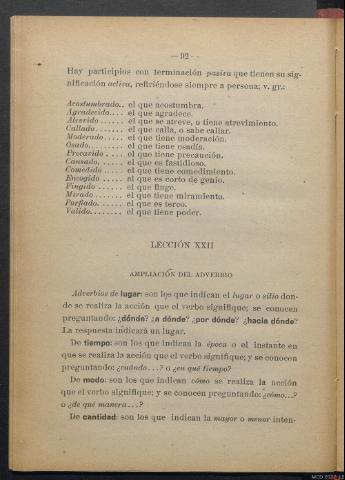 — 92 —
Hay participios con terminación pasiva que tienen su sig-
nificación activa, refiriéndose siempre a persona; v. gr.:
Acostumbrado.. el que acostumbra.
Agradecido.... el que agradece.
Atrevido...... el que se atreve, o tiene atrevimiento.
Callado....... el que calla, o sabe callar.
Moderado..... el que tiene moderación.
Osado........ el que tiene osadía.
Precavido.... el que tiene precaución.
Cansado...... el que es fastidioso.
Comedido..... el que tiene comedimiento.
Encogido..... el que es corto de genio.
Fingido...... el que finge.
Mirado....... el que tiene miramiento.
Porfiado..... el que es terco.
Valido....... el que tiene poder.
LECCIÓN XXII
AMPLIACIÓN DEL ADVERBIO
Adverbios de lugar: son los que indican el lugar o sitio don-
de se realiza la acción que el verbo signifique; se conocen
preguntando: ¿dónde? ¿a dónde? ¿por dónde? ¿hacia dónde?
La respuesta indicará un lugar.
De tiempo: son los que indican la época o el instante en
que se realiza la acción que el verbo signifique; y se conocen
preguntando: ¿cuándo...? o ¿en qué tiempo?
De modo: son los que indican cómo se realiza la acción
que el verbo signifique; y se conocen preguntando: ¿cómo...?
o ¿de qué manera...?
De cantidad: son los que indican la mayor o menor inten-